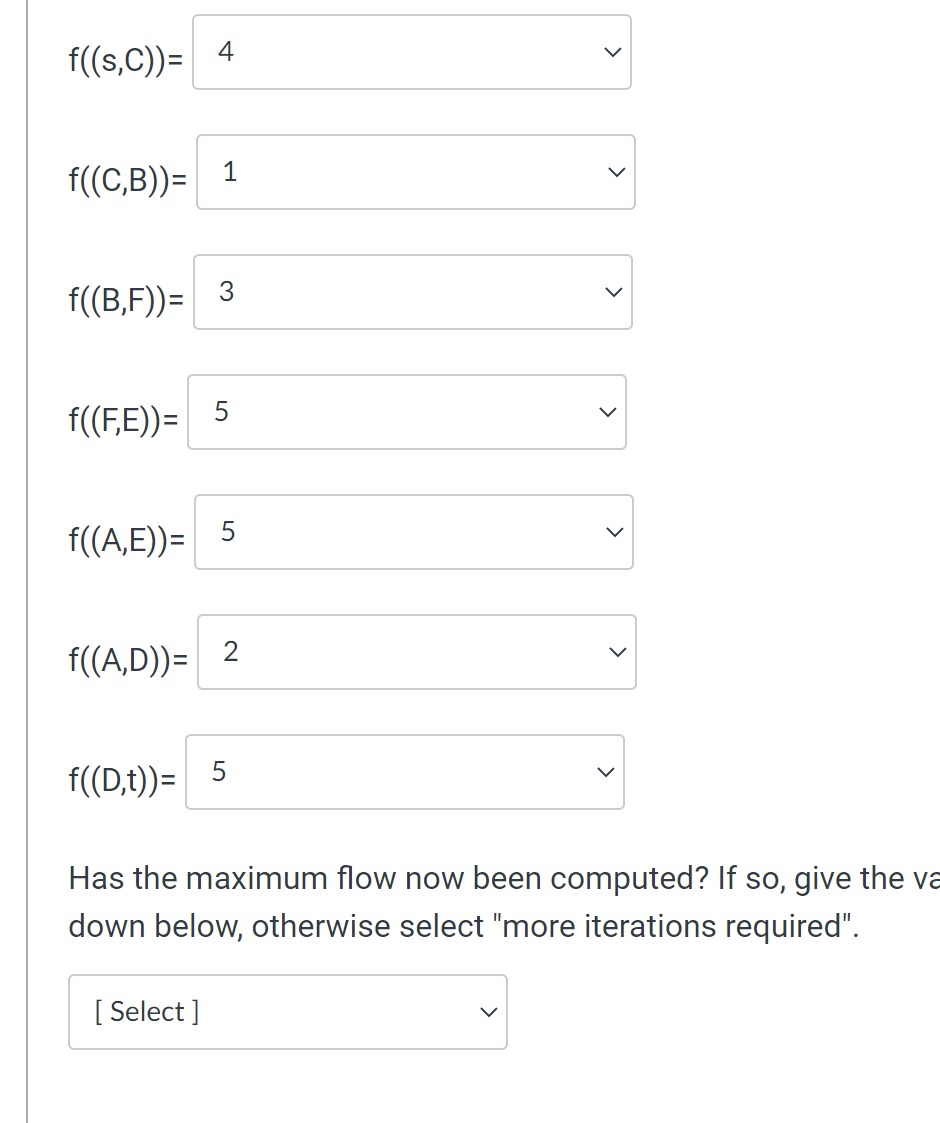 f((s,C))= 4
f((C,B))= 1
f((B,F))= 3
f((F,E))= 5
f((A,E))= 5
f((A,D))= 2
f((D,t))= 5
Has the maximum flow now been computed? If so, give the va
down below, otherwise select "more iterations required".
[ Select ]